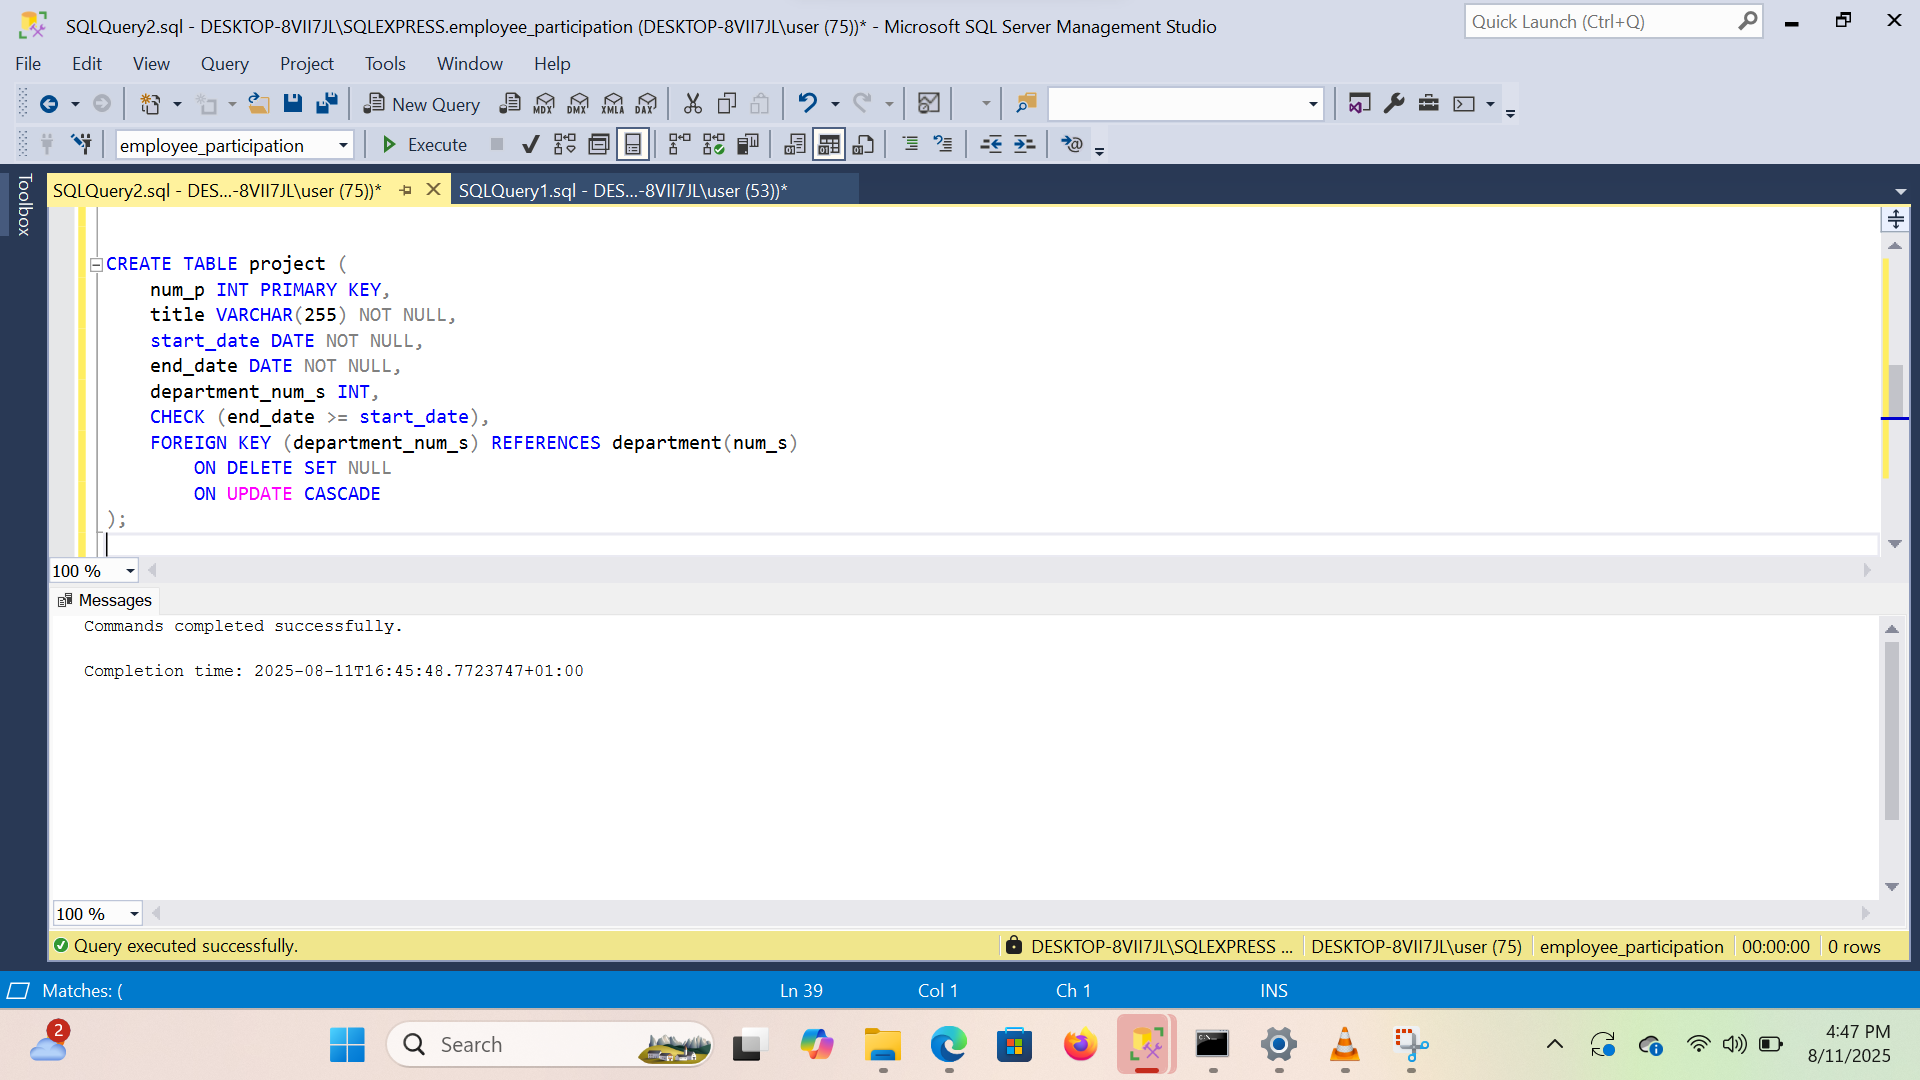 SQLQuery2.sql - DESKTOP-8VII7JL\SQLEXPRESS.employee_participation (DESKTOP-8VII7JL\user (75))* - Microsoft SQL Server Management Studio
Quick Launch (Ctrl+Q)
File Edit View Query Project Tools Window Help
New Query MDX DMX XMLA DAX
employee_participation Execute
Toolbox
SQLQuery2.sql - DES...-8VII7JL\user (75))* SQLQuery1.sql - DES...-8VII7JL\user (53))*
CREATE TABLE project (
num_p INT PRIMARY KEY,
title VARCHAR(255) NOT NULL,
start_date DATE NOT NULL,
end_date DATE NOT NULL,
department_num_s INT,
CHECK (end_date >= start_date),
FOREIGN KEY (department_num_s) REFERENCES department(num_s)
ON DELETE SET NULL
ON UPDATE CASCADE
);
100 %
Messages
Commands completed successfully.
Completion time: 2025-08-11T16:45:48.7723747+01:00
100 %
Query executed successfully. DESKTOP-8VII7JL\SQLEXPRESS ... DESKTOP-8VII7JL\user (75) employee_participation 00:00:00 0 rows
Matches: ( Ln 39 Col 1 Ch 1 INS
2
Search
4:47 PM
8/11/2025